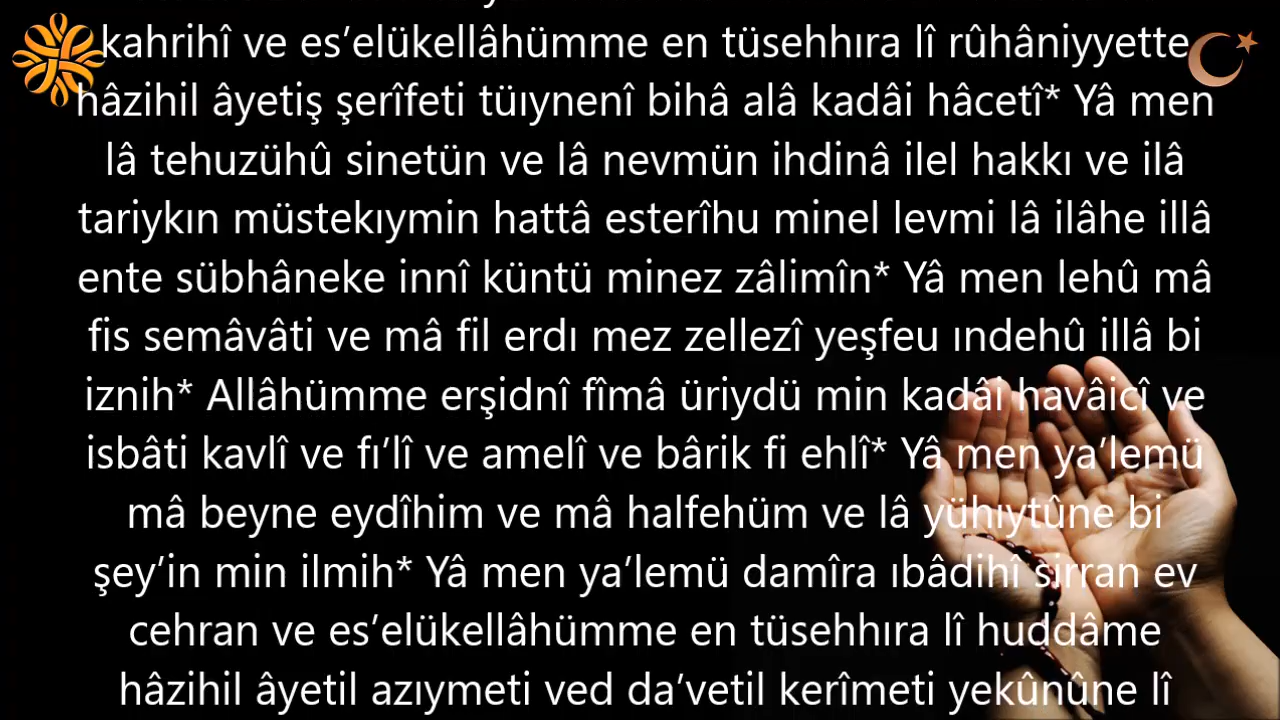 kahrihî ve es’elükellâhümme en tüsehhıra lî rûhâniyyette
hâzihil âyetiş şerîfeti tüıynenî bihâ alâ kadâi hâcetî* Yâ men
lâ tehuzühû sinetün ve lâ nevmün ihdinâ ilel hakkı ve ilâ
tariykın müstekıymin hattâ esterîhu minel levmi lâ ilâhe illâ
ente sübhâneke innî küntü minez zâlimîn* Yâ men lehû mâ
fis semâvâti ve mâ fil erdı mez zellezî yeşfeu ındehû illâ bi
iznih* Allâhümme erşidnî fîmâ üriydü min kadâi havâicî ve
isbâti kavlî ve fı’lî ve amelî ve bârik fi ehlî* Yâ men ya’lemü
mâ beyne eydîhim ve mâ halfehüm ve lâ yühıytûne bi
şey’in min ilmih* Yâ men ya’lemü damîra ıbâdihî sirran ev
cehran ve es’elükellâhümme en tüsehhıra lî huddâme
hâzihil âyetil azıymeti ved da’vetil kerîmeti yekûnûne lî